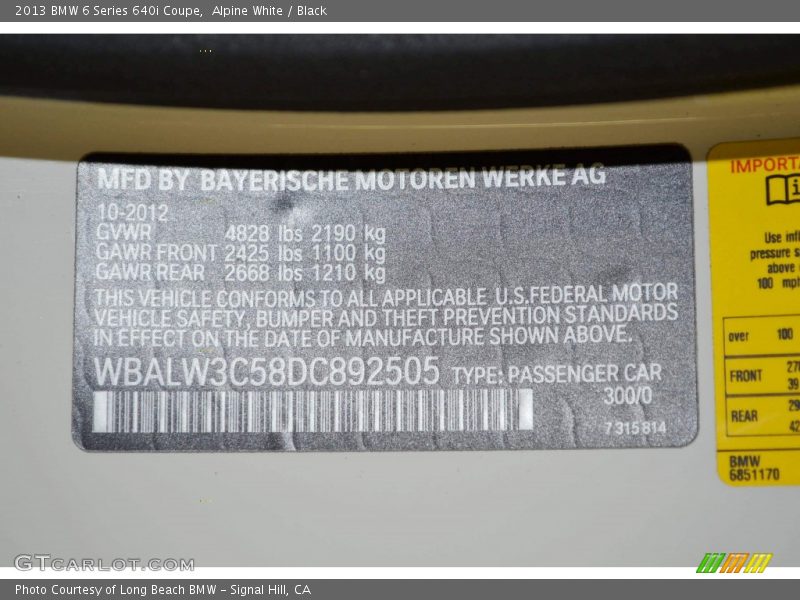 2013 BMW 6 Series 640i Coupe,  Alpine White / Black
MFD BY BAYERISCHE MOTOREN WERKE AG
10-2012
GVWR 4828 lbs 2190 kg
GAWR FRONT 2425 lbs 1100 kg
GAWR REAR 2668 lbs 1210 kg
THIS VEHICLE CONFORMS TO ALL APPLICABLE U.S.FEDERAL MOTOR
VEHICLE SAFETY, BUMPER AND THEFT PREVENTION STANDARDS
IN EFFECT ON THE DATE OF MANUFACTURE SHOWN ABOVE.
WBALW3C58DC892505 TYPE: PASSENGER CAR
300/0
7 315 814
Use
pressure
above
100 mph
over 100
FRONT
REAR
BMW
6851170
GTCARLOT.COM
Photo Courtesy of Long Beach BMW - Signal Hill, CA